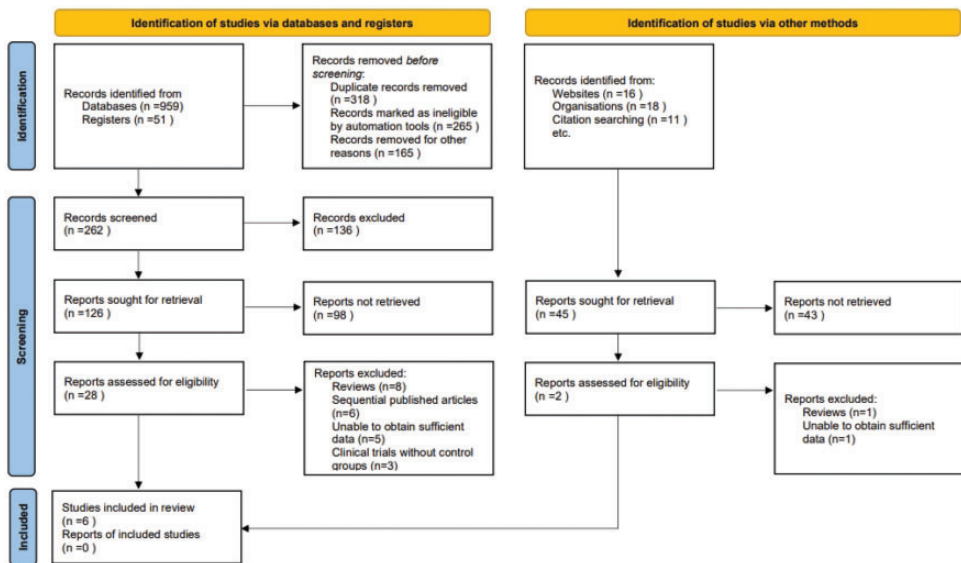 Identification of studies via databases and registers
Identification of studies via other methods
Identification
Records identified from
Databases (n =959)
Registers (n =51 )
Records removed before
screening:
Duplicate records removed
(n =318 )
Records marked as ineligible
by automation tools (n =265 )
Records removed for other
reasons (n =165 )
Records identified from:
Websites (n =16 )
Organisations (n =18 )
Citation searching (n =11 )
etc.
Screening
Records screened
(n =262 )
Records excluded
(n =136 )
Reports sought for retrieval
(n =126 )
Reports not retrieved
(n =98 )
Reports sought for retrieval
(n =45 )
Reports not retrieved
(n =43 )
Reports assessed for eligibility
(n =28 )
Reports excluded:
Reviews (n=8)
Sequential published articles
(n=6)
Unable to obtain sufficient
data (n=5)
Clinical trials without control
groups (n=3)
Reports assessed for eligibility
(n =2 )
Reports excluded:
Reviews (n=1)
Unable to obtain sufficient
data (n=1)
Included
Studies included in review
(n =6 )
Reports of included studies
(n =0 )